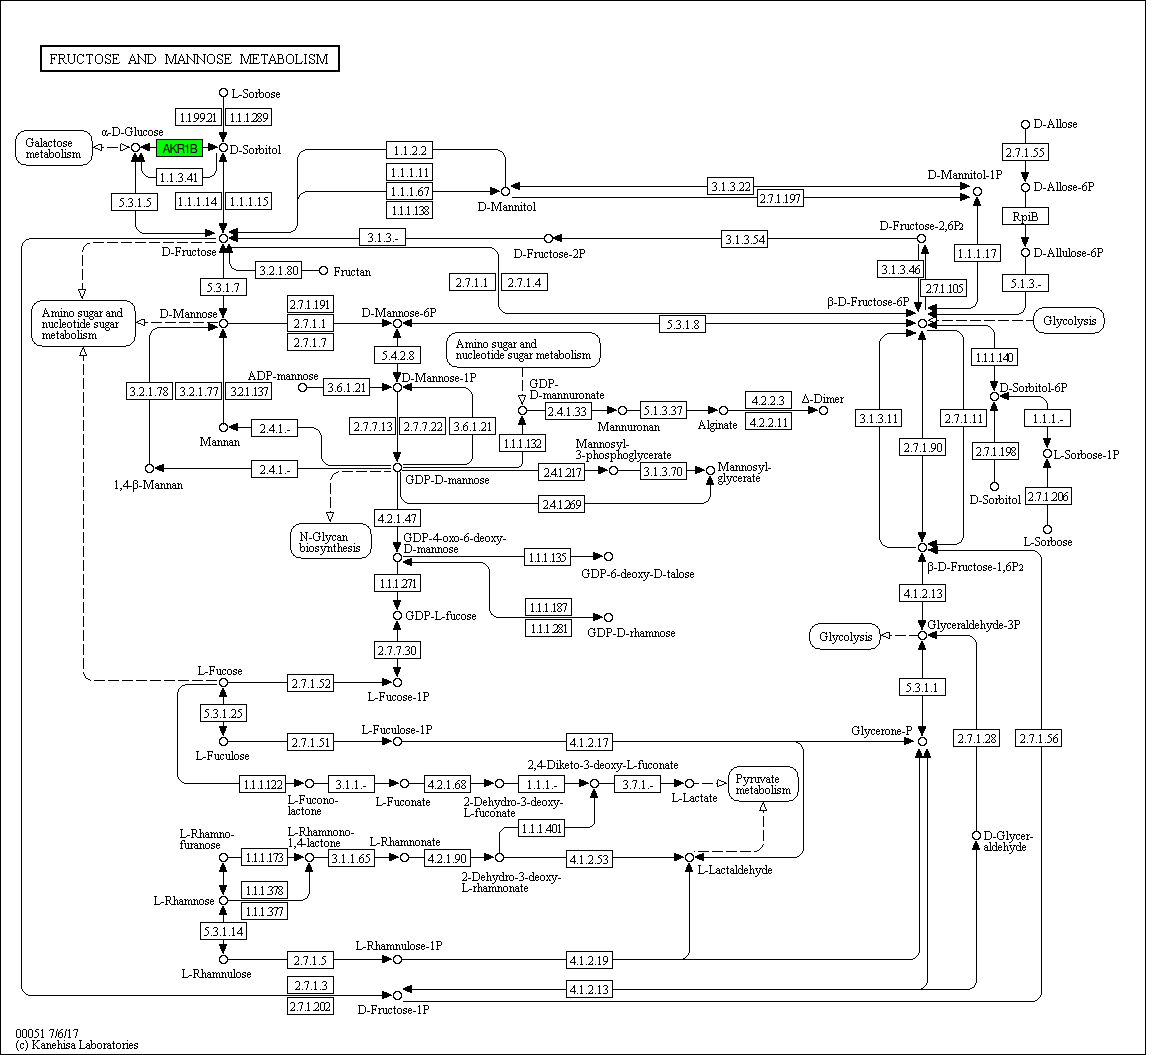 FRUCTOSE AND MANNOSE METABOLISM
L-Sorbose
1.1.99.21
1.1.1.289
α-D-Glucose
Galactose
metabolism
AKR1B
D-Sorbitol
1.1.3.41
5.3.1.5
1.1.1.14
1.1.1.15
1.1.2.2
1.1.1.11
1.1.1.67
1.1.1.138
D-Mannitol
3.1.3.22
2.7.1.197
D-Mannitol-1P
D-Allose
2.7.1.55
D-Allose-6P
RpiB
D-Allulose-6P
5.1.3.-
D-Fructose
3.1.3.-
D-Fructose-2P
3.1.3.54
D-Fructose-2,6P2
1.1.1.17
3.1.3.46
2.7.1.105
3.2.1.80
Fructan
2.7.1.1
2.7.1.4
5.3.1.7
Amino sugar and
nucleotide sugar
metabolism
D-Mannose
2.7.1.191
2.7.1.1
2.7.1.7
D-Mannose-6P
5.3.1.8
β-D-Fructose-6P
Glycolysis
5.4.2.8
Amino sugar and
nucleotide sugar metabolism
1.1.1.140
D-Sorbitol-6P
3.2.1.78
3.2.1.77
3.2.1.137
ADP-mannose
3.6.1.21
D-Mannose-1P
GDP-
D-mannuronate
2.4.1.33
Mannuronan
5.1.3.37
Alginate
4.2.2.3
4.2.2.11
Δ-Dimer
3.1.3.11
2.7.1.11
1.1.1.-
Mannan
2.4.1.-
2.7.7.13
2.7.7.22
3.6.1.21
1.1.1.132
2.7.1.90
2.7.1.198
L-Sorbose-1P
1,4-β-Mannan
2.4.1.-
GDP-D-mannose
Mannosyl-
3-phosphoglycerate
2.4.1.217
3.1.3.70
Mannosyl-
glycerate
2.4.1.269
D-Sorbitol
2.7.1.206
L-Sorbose
N-Glycan
biosynthesis
4.2.1.47
GDP-4-oxo-6-deoxy-
D-mannose
1.1.1.135
GDP-6-deoxy-D-talose
β-D-Fructose-1,6P2
1.1.1.271
GDP-L-fucose
1.1.1.187
1.1.1.281
GDP-D-rhamnose
4.1.2.13
Glycolysis
Glyceraldehyde-3P
2.7.7.30
L-Fucose
2.7.1.52
L-Fucose-1P
5.3.1.1
5.3.1.25
L-Fuculose
2.7.1.51
L-Fuculose-1P
4.1.2.17
Glycerone-P
2.7.1.28
2.7.1.56
1.1.1.122
L-Fucono-
lactone
3.1.1.-
L-Fuconate
4.2.1.68
2-Dehydro-3-deoxy-
L-fuconate
1.1.1.-
2,4-Diketo-3-deoxy-L-fuconate
3.7.1.-
L-Lactate
Pyruvate
metabolism
1.1.1.401
L-Rhamno-
furanose
1.1.1.173
L-Rhamnono-
1,4-lactone
3.1.1.65
L-Rhamnonate
4.2.1.90
2-Dehydro-3-deoxy-
L-rhamnonate
4.1.2.53
L-Lactaldehyde
D-Glycer-
aldehyde
L-Rhamnose
1.1.1.378
1.1.1.377
5.3.1.14
L-Rhamnulose
2.7.1.5
L-Rhamnulose-1P
4.1.2.19
2.7.1.3
2.7.1.202
D-Fructose-1P
4.1.2.13
00051 7/6/17
(c) Kanehisa Laboratories